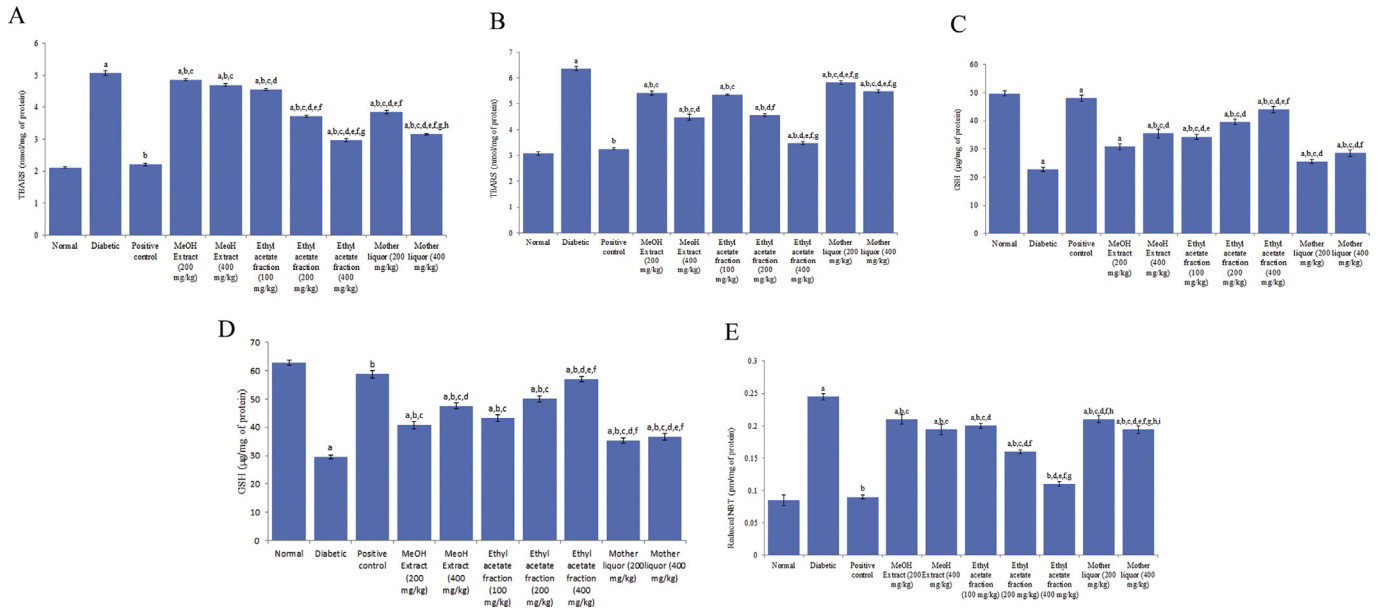 A
TBARS (nmol/mg. of protein)
6
5
4
3
2
1
0
a
b
a,b,c
a,b,c
a,b,c,d
a,b,c,d,e,f
a,b,c,d,e,f,g
a,b,c,d,e,f
a,b,c,d,e,f,g,h
Normal
Diabetic
Positive
control
MeOH
Extract (200
mg/kg)
MeoH
Extract (400
mg/kg)
Ethyl
acetate
fraction
(100 mg/kg)
Ethyl
acetate
fraction
(200
mg/kg)
Ethyl
acetate
fraction
(400
mg/kg)
Mother
liquor (200
mg/kg)
Mother
liquor (400
mg/kg)
B
TBARS (nmol/mg of protein)
7
6
5
4
3
2
1
0
a
b
a,b,c
a,b,c,d
a,b,c
a,b,d,f
a,b,d,e,f,g
a,b,c,d,e,f,g
a,b,c,d,e,f,g
Normal
Diabetic
Positive
control
MeOH
Extract (200
mg/kg)
MeoH Extract
(400 mg/kg)
Ethyl
acetate
fraction (100
mg/kg)
Ethyl
acetate
fraction (200
mg/kg)
Ethyl
acetate
fraction (400
mg/kg)
Mother
liquor (200
mg/kg)
Mother
liquor (400
mg/kg)
C
GSH (µg/mg of protein)
60
50
40
30
20
10
0
a
a
a
a,b,c,d
a,b,c,d,e
a,b,c,d
a,b,c,d,e,f
a,b,c,d
a,b,c,d,f
Normal
Diabetic
Positive
control
MeOH
Extract (200
mg/kg)
MeoH
Extract (400
mg/kg)
Ethyl
acetate
fraction
(100 mg/kg)
Ethyl
acetate
fraction
(200
mg/kg)
Ethyl
acetate
fraction
(400
mg/kg)
Mother
liquor (200
mg/kg)
Mother
liquor (400
mg/kg)
D
GSH (µg/mg of protein)
70
60
50
40
30
20
10
0
a
b
a,b,c
a,b,c,d
a,b,c
a,b,c
a,b,d,e,f
a,b,c,d,f
a,b,c,d,e,f
Normal
Diabetic
Positive
control
MeOH
Extract
(200
mg/kg)
MeoH
Extract
(400
mg/kg)
Ethyl
acetate
fraction
(100
mg/kg)
Ethyl
acetate
fraction
(200
mg/kg)
Ethyl
acetate
fraction
(400
mg/kg)
Mother
liquor (200
mg/kg)
Mother
liquor (400
mg/kg)
E
Reduced NBT (pm/mg of protein)
0.3
0.25
0.2
0.15
0.1
0.05
0
a
b
a,b,c
a,b,c
a,b,c,d
a,b,c,d,f
b,d,e,f,g
a,b,c,d,f,h
a,b,c,d,e,f,g,h,i
Normal
Diabetic
Positive
control
MeOH
Extract (200
mg/kg)
MeoH
Extract (400
mg/kg)
Ethyl
acetate
fraction
(100 mg/kg)
Ethyl
acetate
fraction
(200 mg/kg)
Ethyl
acetate
fraction
(400 mg/kg)
Mother
liquor (200
mg/kg)
Mother
liquor (400
mg/kg)